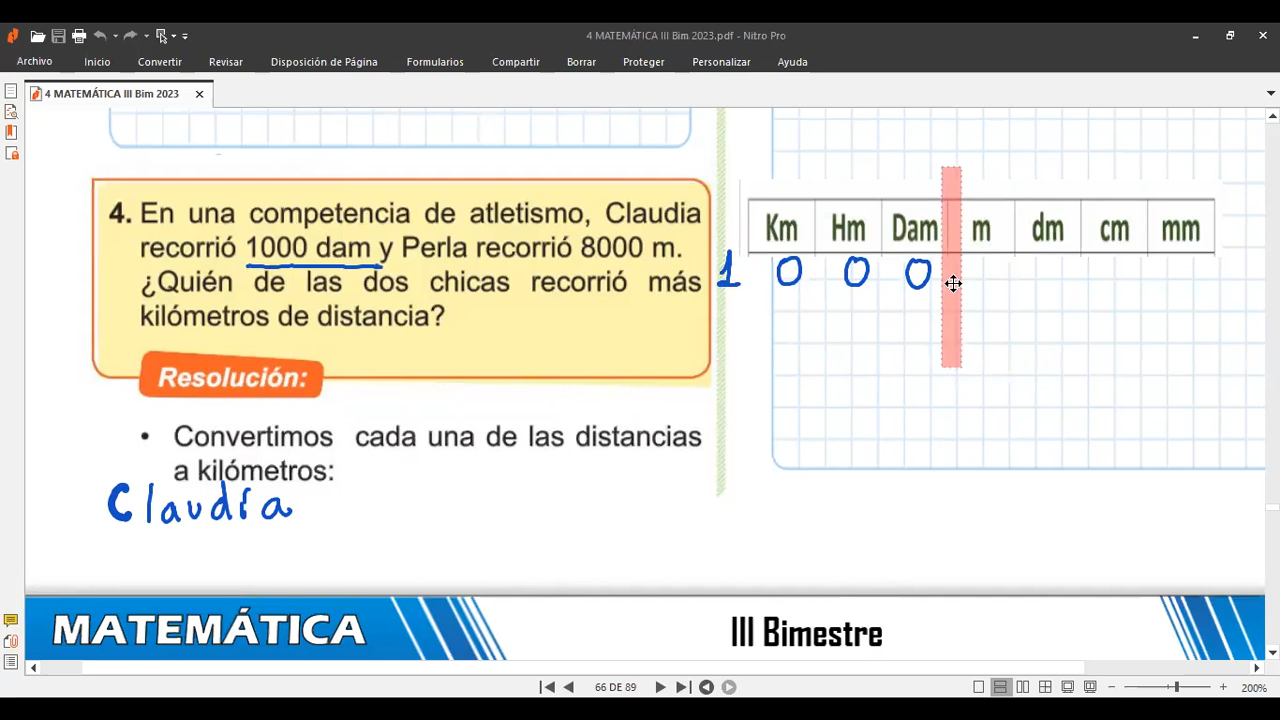 4 MATEMÁTICA III Bim 2023.pdf - Nitro Pro
Archivo Inicio Convertir Revisar Disposición de Página Formularios Compartir Borrar Proteger Personalizar Ayuda
4 MATEMÁTICA III Bim 2023
4. En una competencia de atletismo, Claudia
recorrió 1000 dam y Perla recorrió 8000 m.
¿Quién de las dos chicas recorrió más
kilómetros de distancia?
Resolución:
• Convertimos cada una de las distancias
a kilómetros:
Claudia
Km Hm Dam m dm cm mm
1 0 0 0
MATEMÁTICA
III Bimestre
66 DE 89
200%